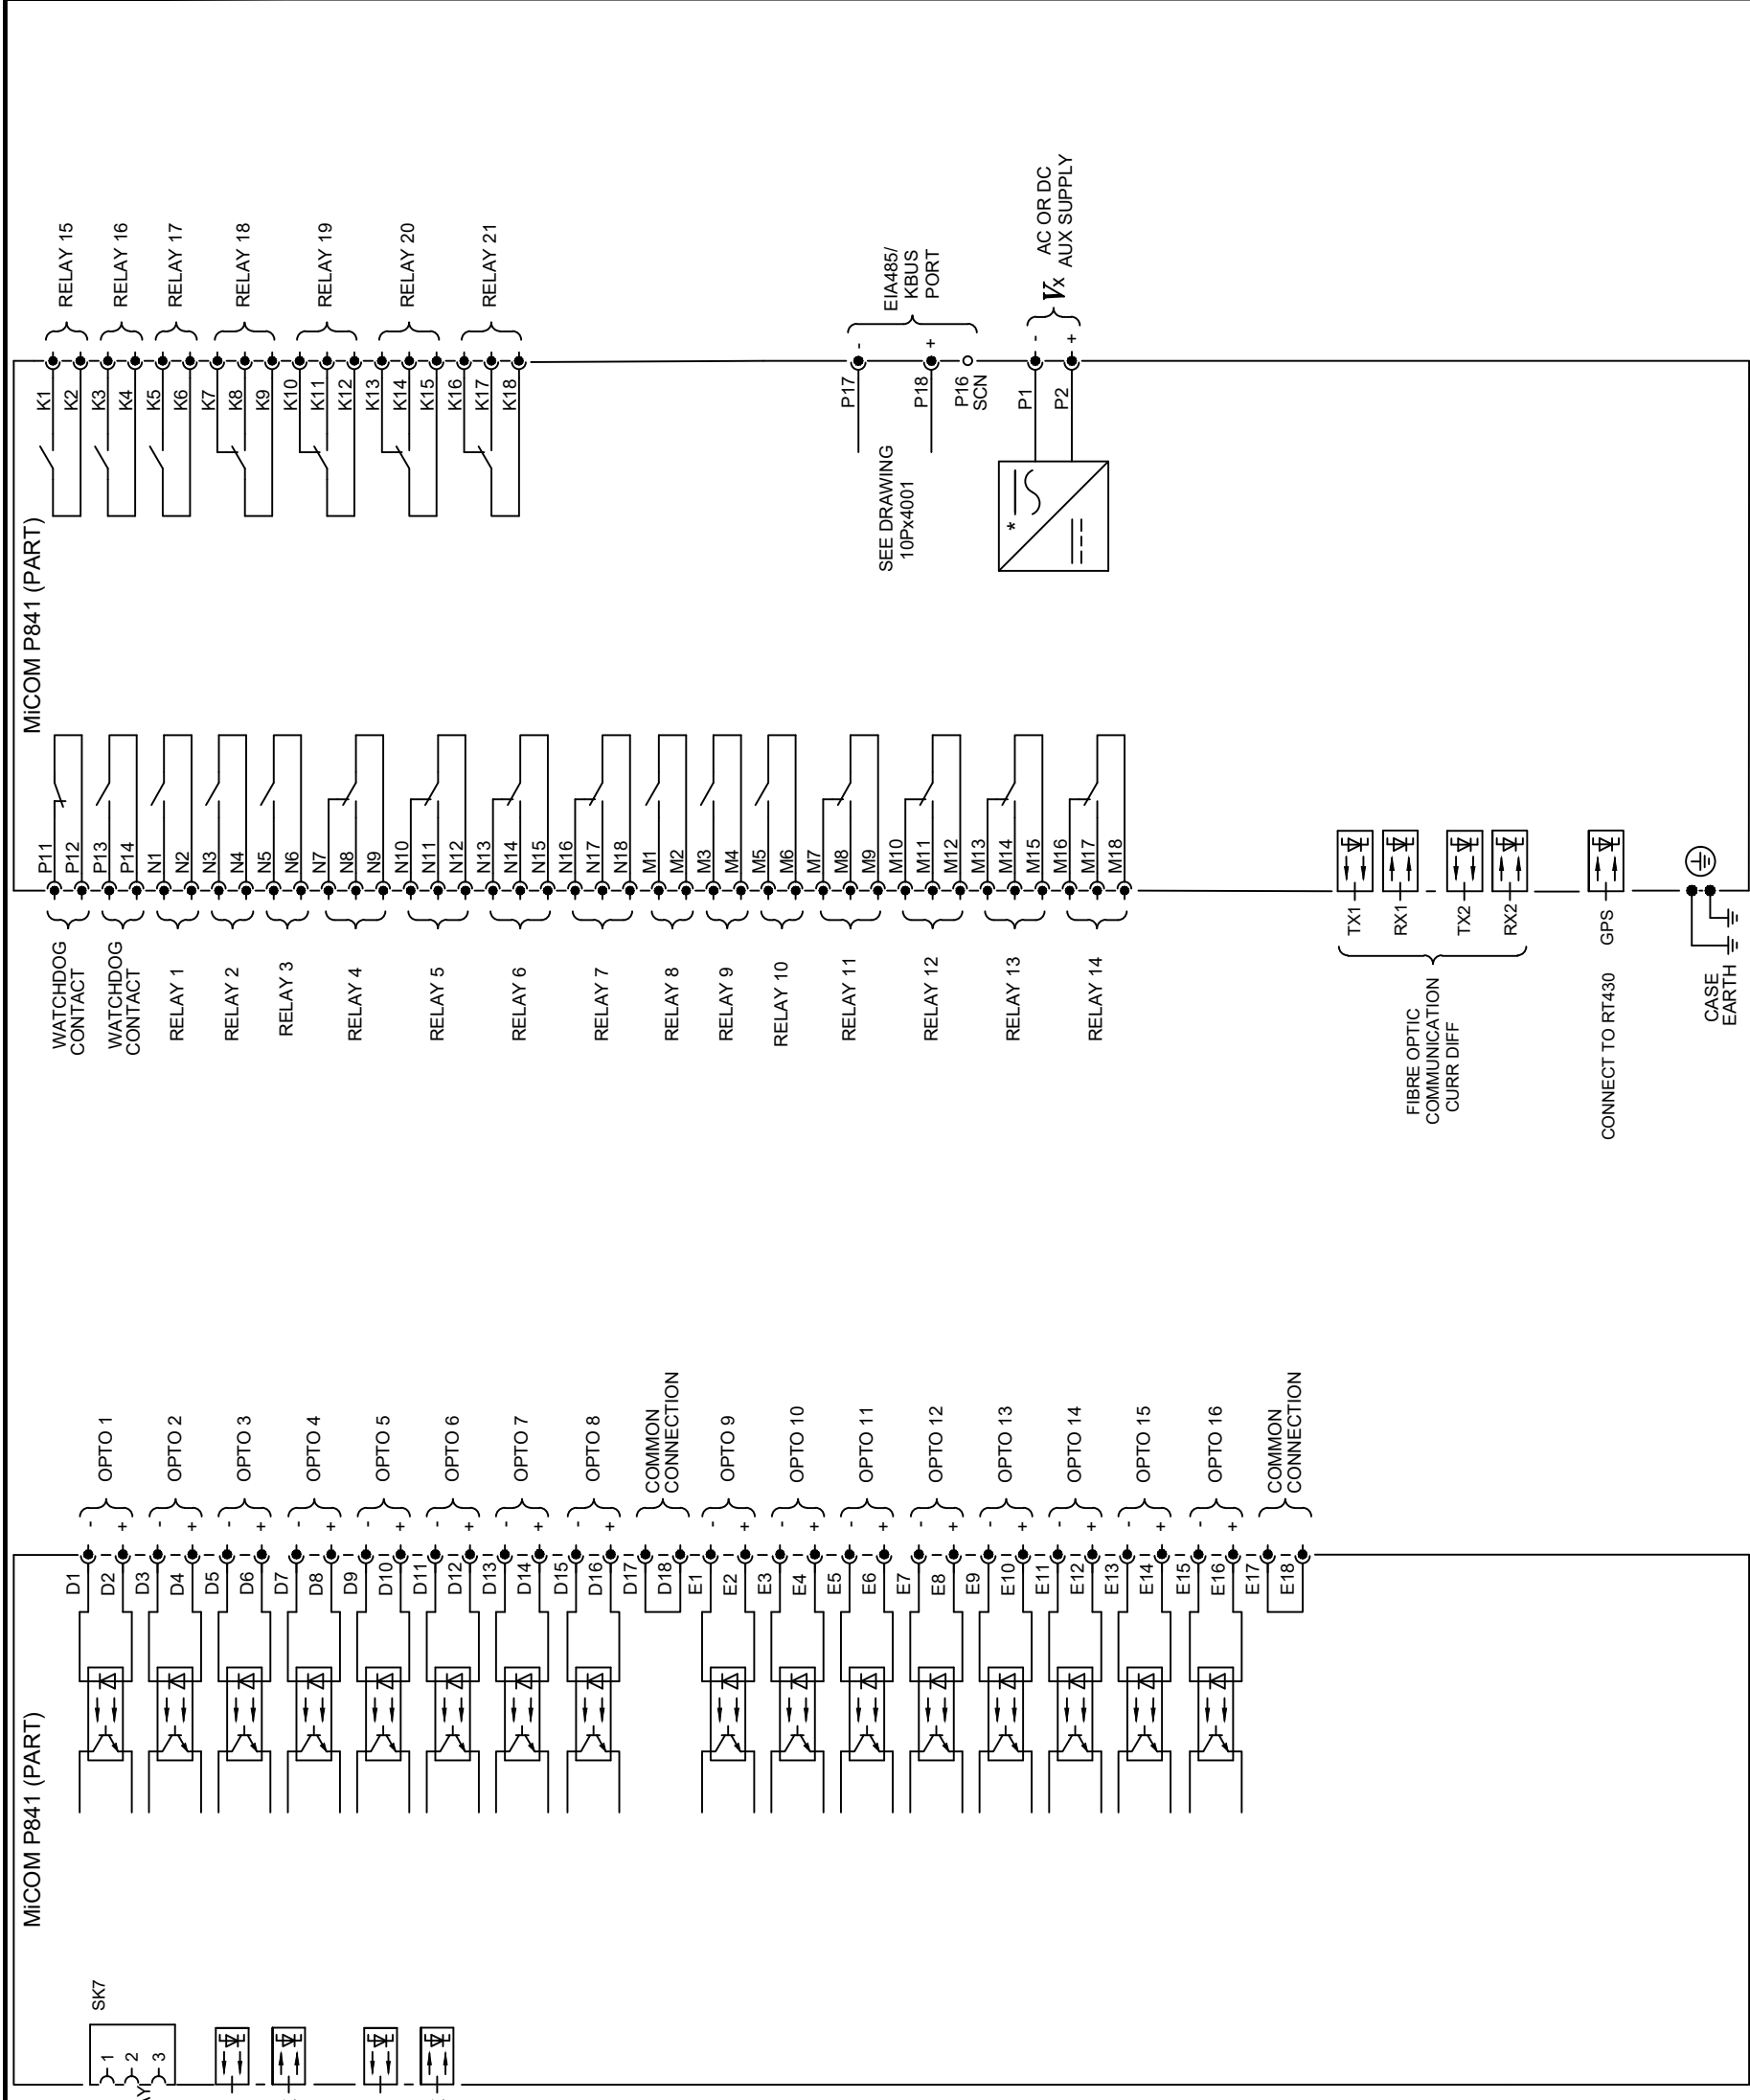 MiCOM P841 (PART)
RELAY 15
RELAY 16
RELAY 17
RELAY 18
RELAY 19
RELAY 20
RELAY 21
K1
K2
K3
K4
K5
K6
K7
K8
K9
K10
K11
K12
K13
K14
K15
K16
K17
K18
EIA485/
KBUS
PORT
-
+
P17
P18
P16
SCN
SEE DRAWING
10Px4001
AC OR DC
Vx AUX SUPPLY
-
+
P1
P2
*
P11
P12
P13
P14
N1
N2
N3
N4
N5
N6
N7
N8
N9
N10
N11
N12
N13
N14
N15
N16
N17
N18
M1
M2
M3
M4
M5
M6
M7
M8
M9
M10
M11
M12
M13
M14
M15
M16
M17
M18
WATCHDOG
CONTACT
WATCHDOG
CONTACT
RELAY 1
RELAY 2
RELAY 3
RELAY 4
RELAY 5
RELAY 6
RELAY 7
RELAY 8
RELAY 9
RELAY 10
RELAY 11
RELAY 12
RELAY 13
RELAY 14
TX1
RX1
TX2
RX2
FIBRE OPTIC
COMMUNICATION
CURR DIFF
CONNECT TO RT430 GPS
CASE
EARTH
MiCOM P841 (PART)
OPTO 1
OPTO 2
OPTO 3
OPTO 4
OPTO 5
OPTO 6
OPTO 7
OPTO 8
COMMON
CONNECTION
OPTO 9
OPTO 10
OPTO 11
OPTO 12
OPTO 13
OPTO 14
OPTO 15
OPTO 16
COMMON
CONNECTION
- + - + - + - + - + - + - + - +
- + - + - + - + - + - + - + - +
D1
D2
D3
D4
D5
D6
D7
D8
D9
D10
D11
D12
D13
D14
D15
D16
D17
D18
E1
E2
E3
E4
E5
E6
E7
E8
E9
E10
E11
E12
E13
E14
E15
E16
E17
E18
SK7
1
2
3